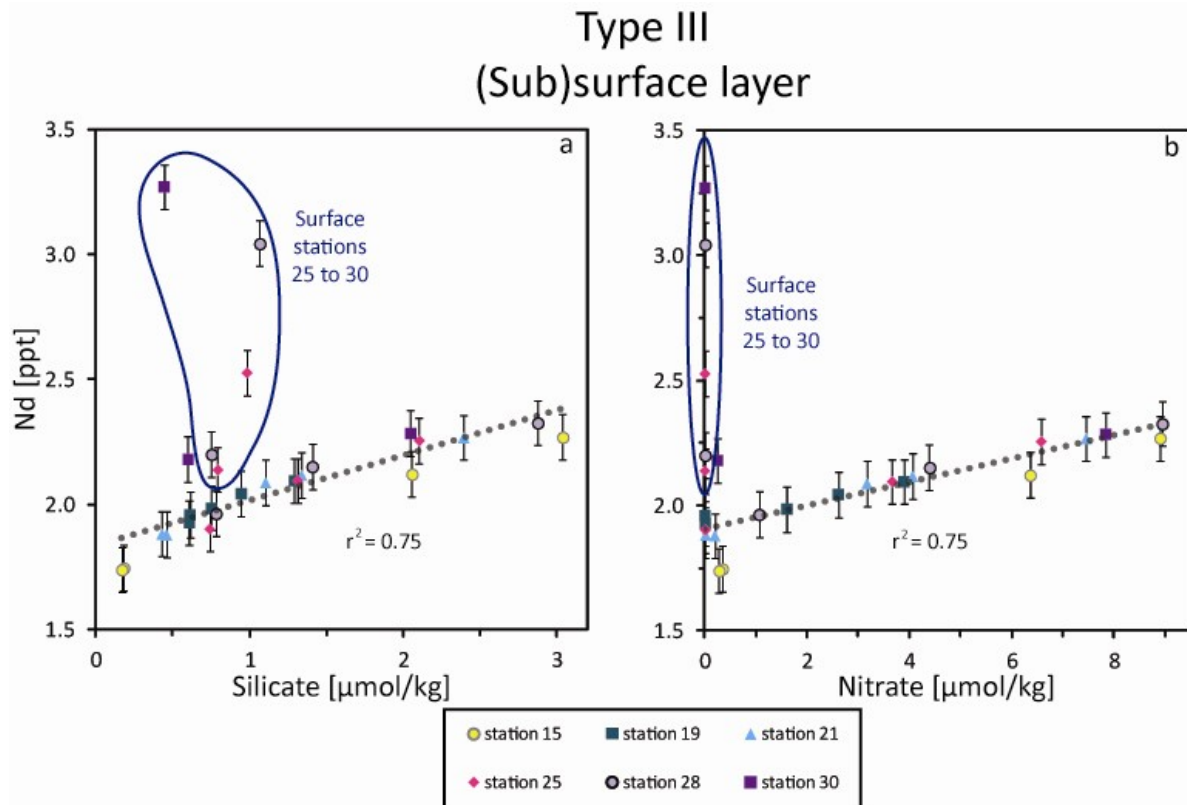 Type III
(Sub)surface layer
3.5
3.0
2.5
2.0
1.5
Nd [ppt]
a
Surface
stations
25 to 30
r² = 0.75
0
1
2
3
Silicate [µmol/kg]
3.5
3.0
2.5
2.0
1.5
b
Surface
stations
25 to 30
r² = 0.75
0
2
4
6
8
Nitrate [µmol/kg]
station 15 station 19 station 21
station 25 station 28 station 30